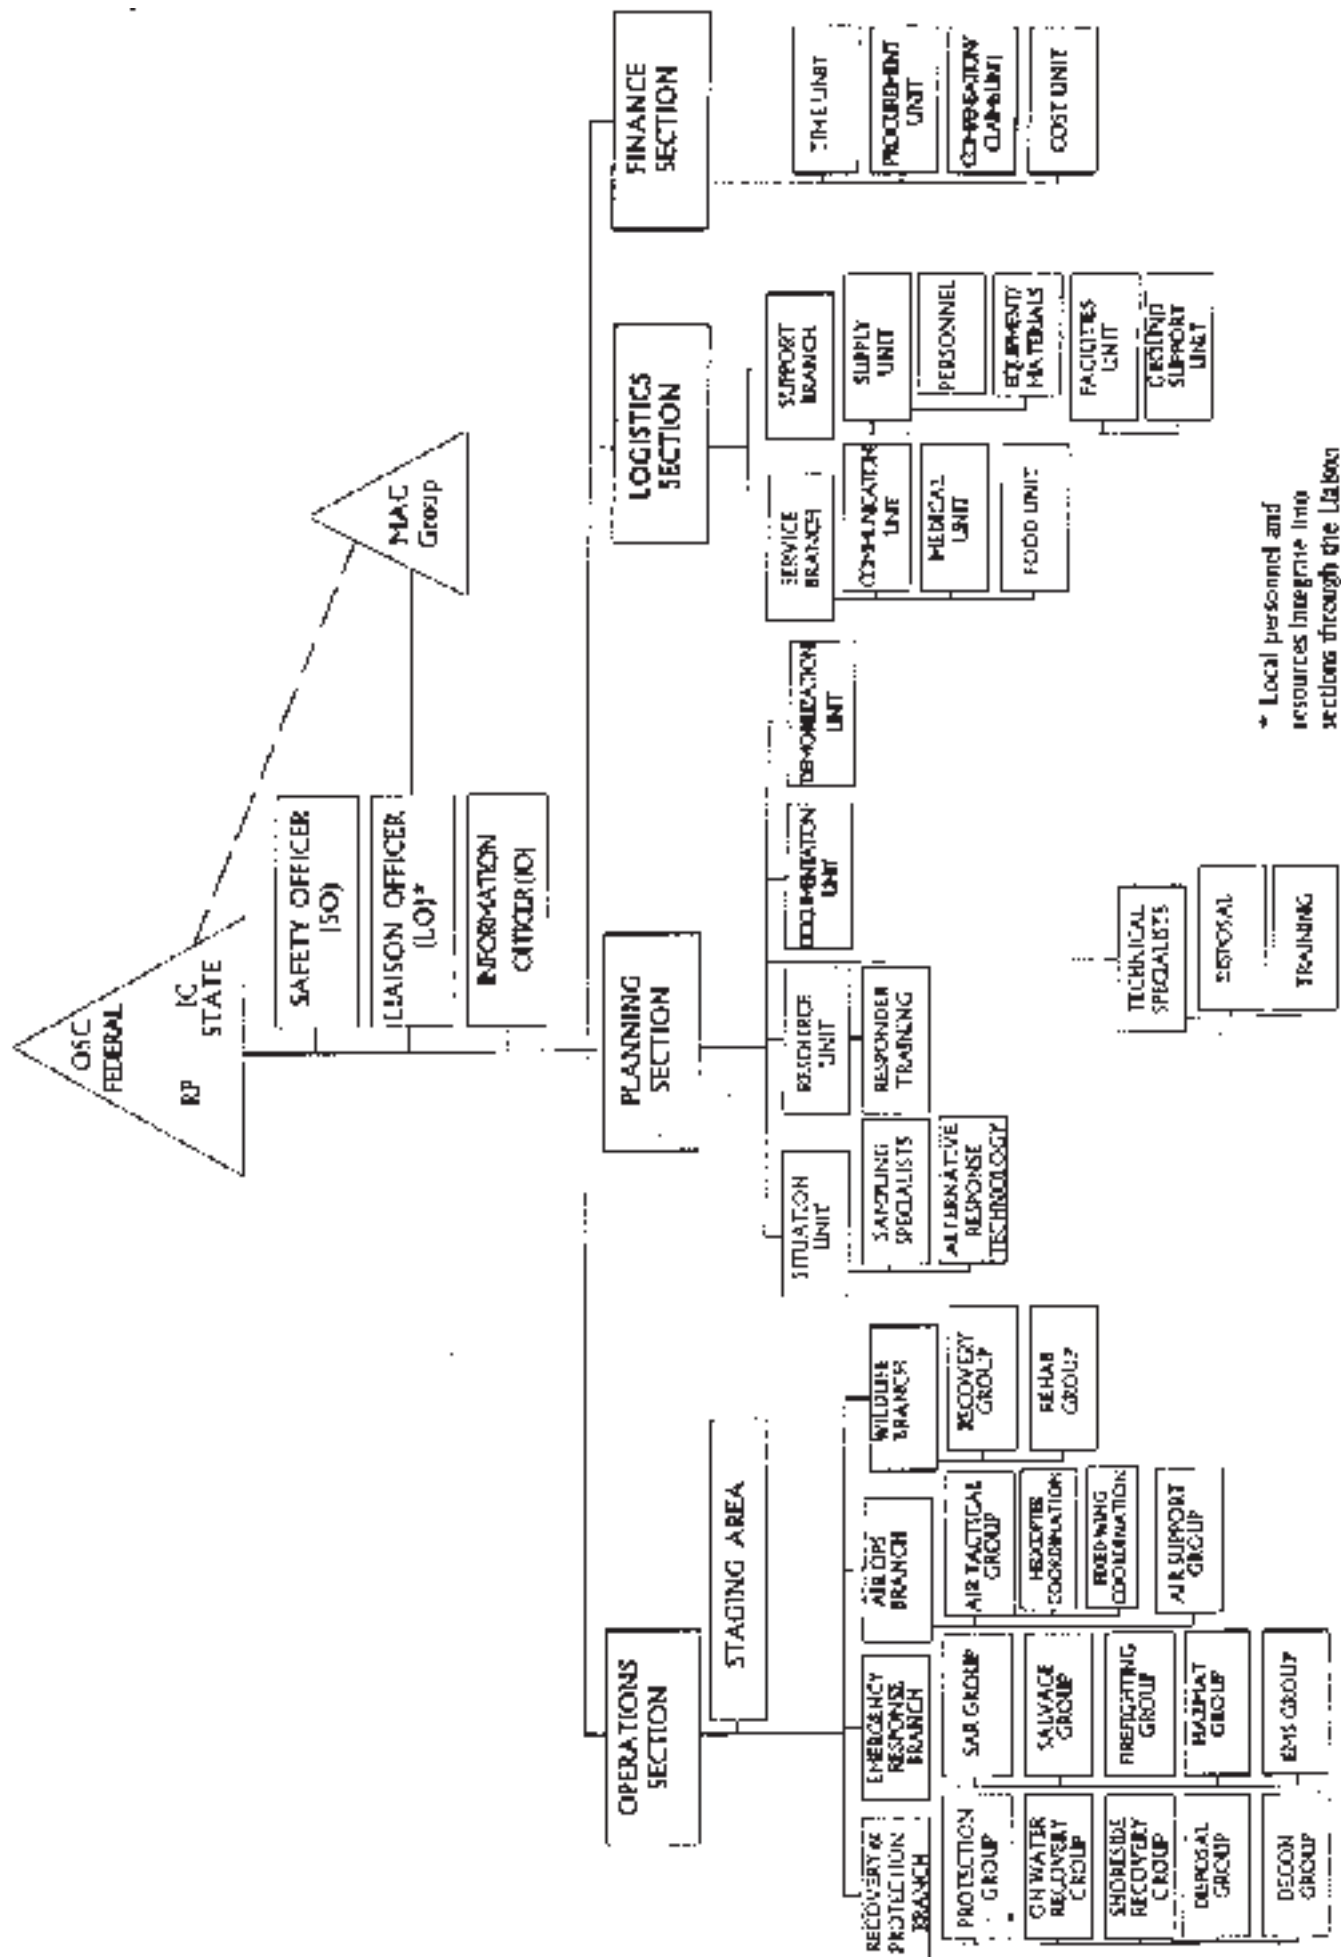 OSC
FEDERAL
RP
IC
STATE
MAC
Group
SAFETY OFFICER
(SO)
LIAISON OFFICER
(LO)*
INFORMATION
OFFICER (IO)
OPERATIONS
SECTION
PLANNING
SECTION
LOGISTICS
SECTION
FINANCE
SECTION
STAGING AREA
RECOVERY &
PROTECTION
BRANCH
PROTECTION
GROUP
ON WATER
RECOVERY
GROUP
SHORESIDE
RECOVERY
GROUP
DISPOSAL
GROUP
DECON
GROUP
EMERGENCY
RESPONSE
BRANCH
SAR GROUP
SALVAGE
GROUP
FIREFIGHTING
GROUP
HAZMAT
GROUP
EMS GROUP
AIR OPS
BRANCH
AIR TACTICAL
GROUP
HELICOPTER
COORDINATION
FIXED WING
COORDINATION
AIR SUPPORT
GROUP
WILDLIFE
BRANCH
RECOVERY
GROUP
REHAB
GROUP
SITUATION
UNIT
SAMPLING
SPECIALISTS
ALTERNATIVE
RESPONSE
TECHNOLOGY
UNIT
RESPONDER
TRAINING
DOCUMENTATION
UNIT
DEMOBILIZATION
UNIT
TECHNICAL
SPECIALISTS
DISPOSAL
TRAINING
SERVICE
BRANCH
COMMUNICATIONS
UNIT
MEDICAL
UNIT
FOOD UNIT
SUPPORT
BRANCH
SUPPLY
UNIT
PERSONNEL
EQUIPMENT/
MATERIALS
FACILITIES
UNIT
GROUND
SUPPORT
UNIT
TIME UNIT
PROCUREMENT
UNIT
COMPENSATION/
CLAIMS UNIT
COST UNIT
* Local personnel and
resources integrate into
sections through the Liaison